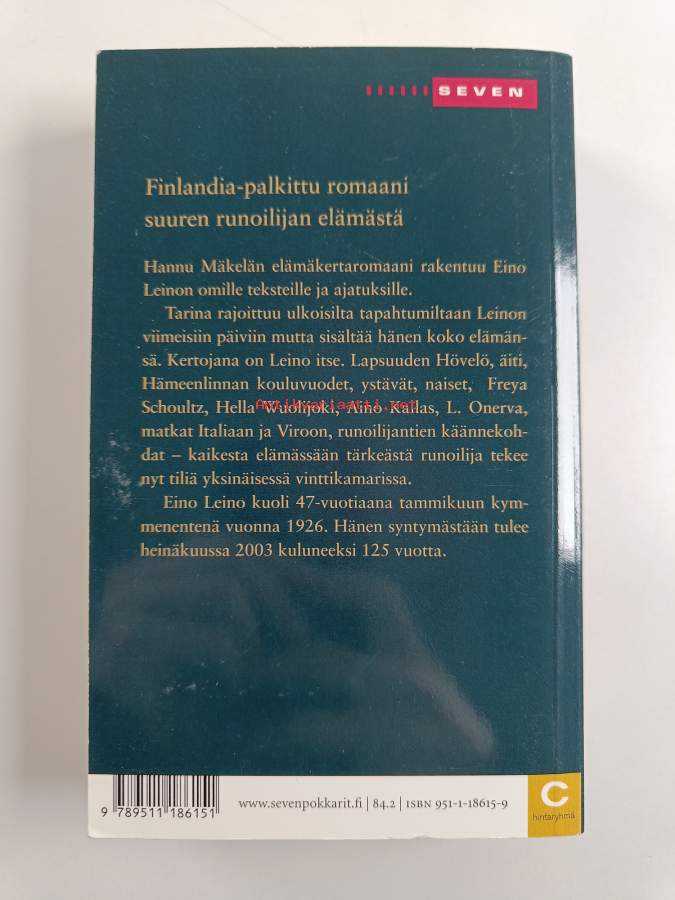 SEVEN
Finlandia-palkittu romaani
suuren runoilijan elämästä
Hannu Mäkelän elämäkertaromaani rakentuu Eino
Leinon omille teksteille ja ajatuksille.
Tarina rajoittuu ulkoisilta tapahtumiltaan Leinon
viimeisiin päiviin mutta sisältää hänen koko elämän-
sä. Kertojana on Leino itse. Lapsuuden Hövelö, äiti,
Hämeenlinnan kouluvuodet, ystävät, naiset, Freya
Schoultz, Hella Wuolijoki, Aino Kallas, L. Onerva,
Antikvariaatti.net
matkat Italiaan ja Viroon, runoilijantien käännekoh-
dat – kaikesta elämässään tärkeästä runoilija tekee
nyt tiliä yksinäisessä vinttikamarissa.
Eino Leino kuoli 47-vuotiaana tammikuun kym-
menentenä vuonna 1926. Hänen syntymästään tulee
heinäkuussa 2003 kuluneeksi 125 vuotta.
9 789511 186151
www.sevenpokkarit.fi | 84.2 | ISBN 951-1-18615-9
C
hintaryhmä